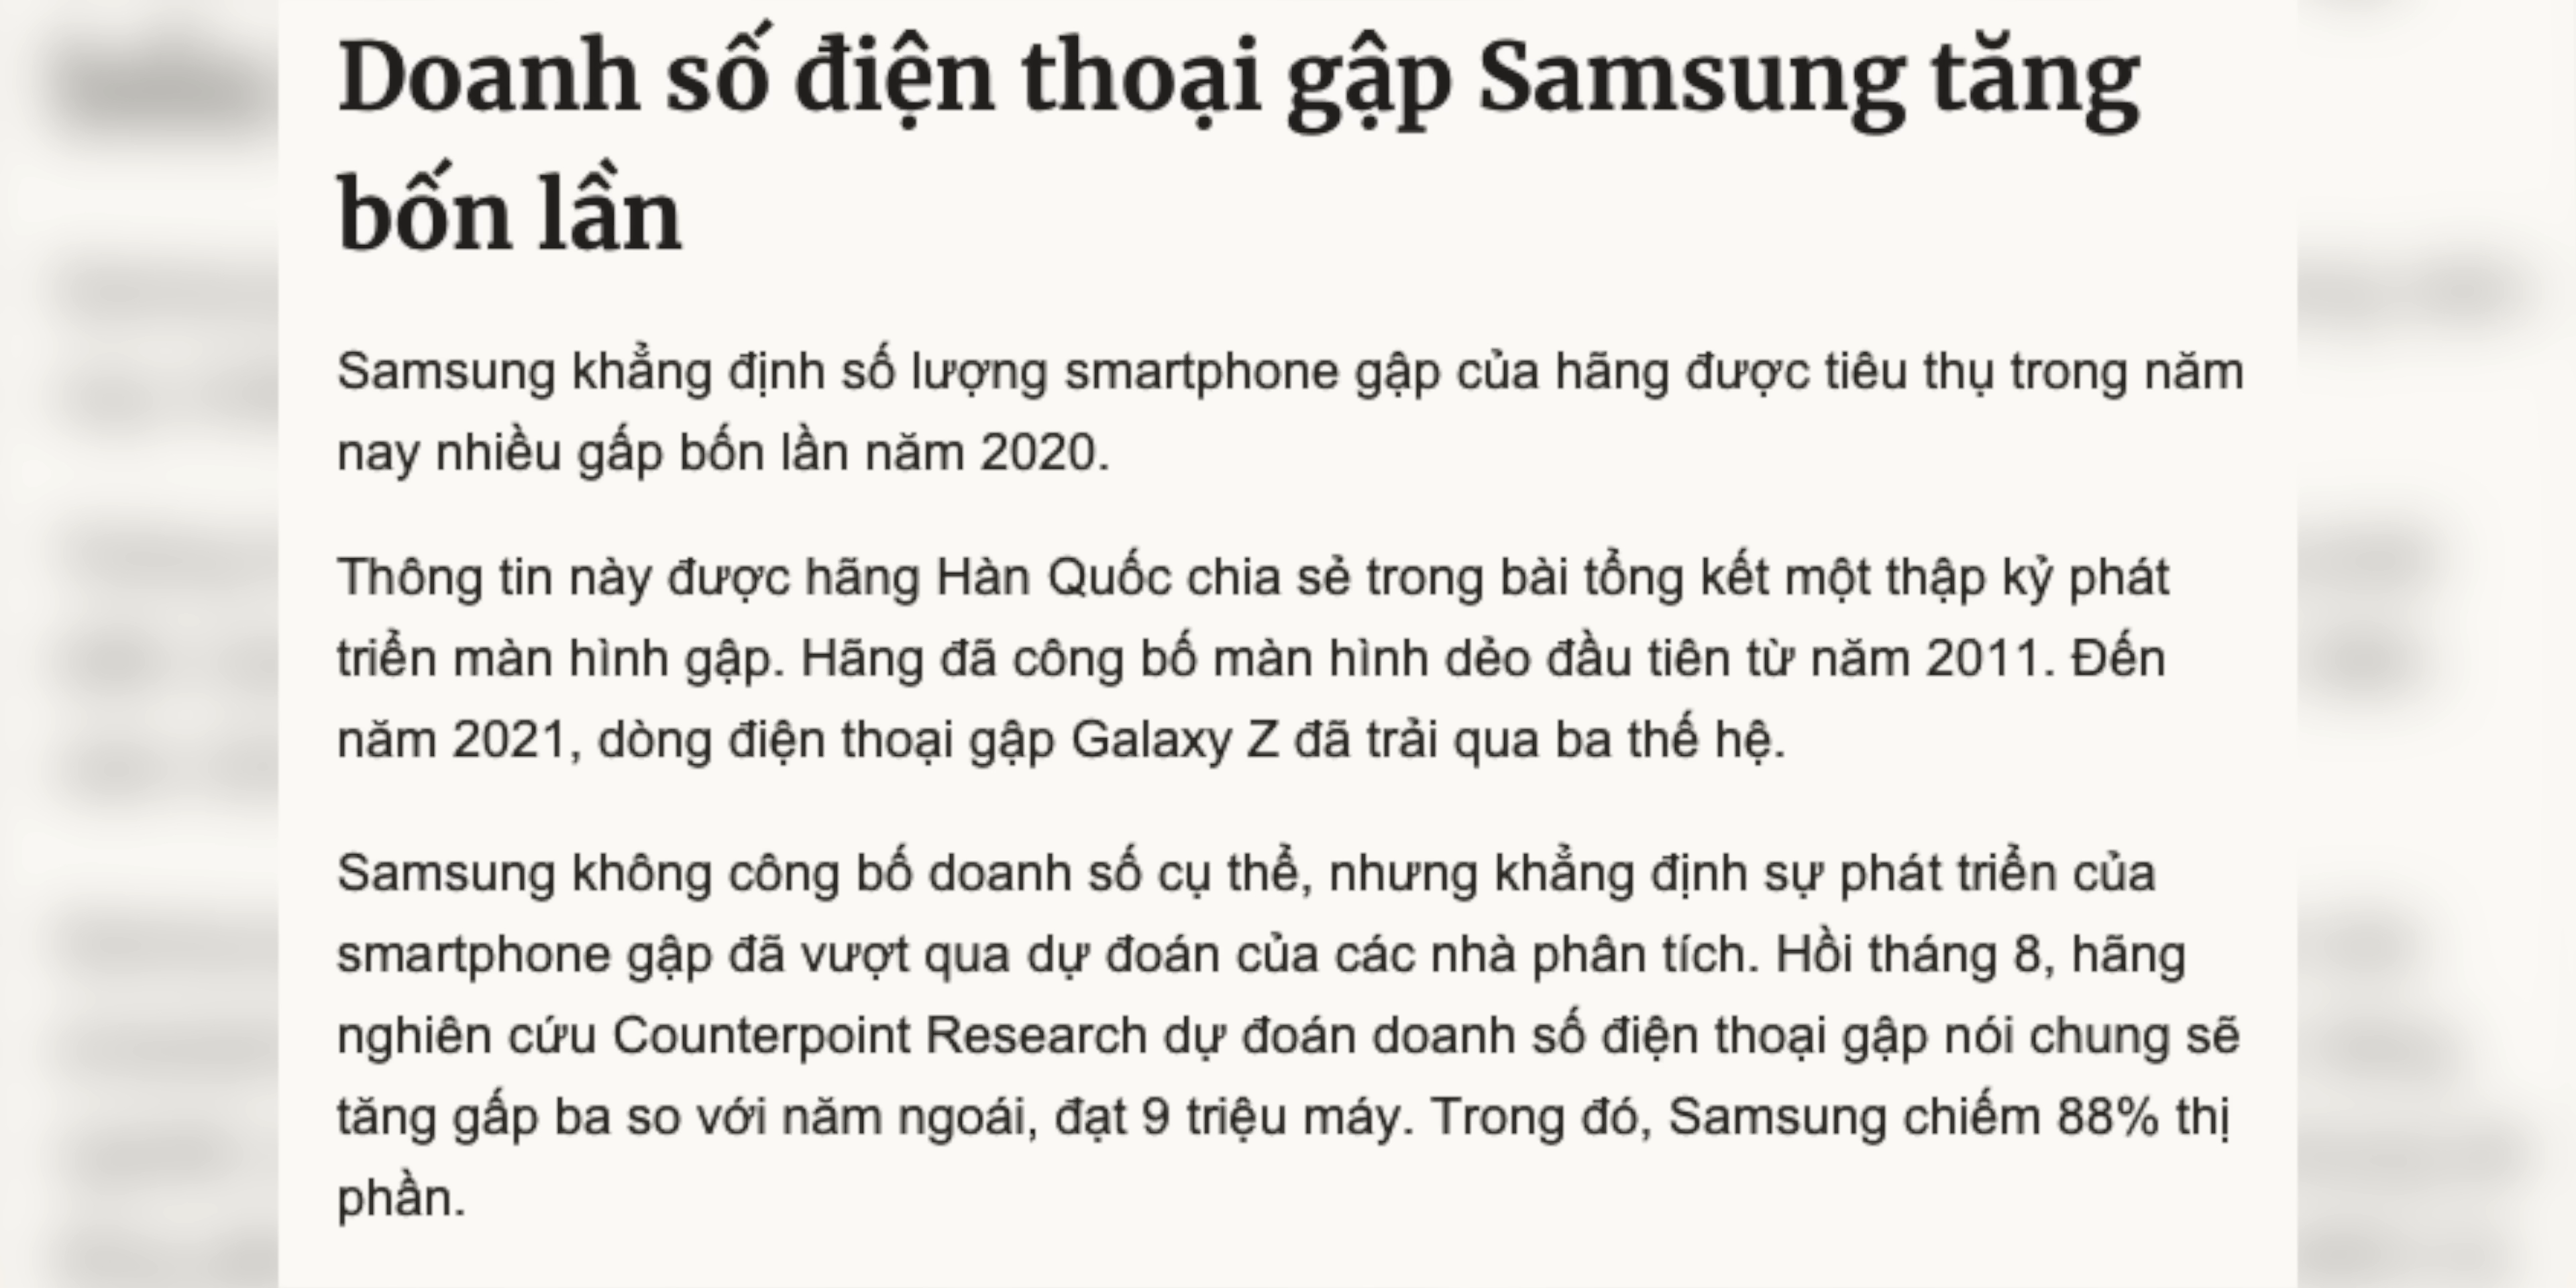 Doanh số điện thoại gập Samsung tăng
bốn lần
Samsung khẳng định số lượng smartphone gập của hãng được tiêu thụ trong năm
nay nhiều gấp bốn lần năm 2020.
Thông tin này được hãng Hàn Quốc chia sẻ trong bài tổng kết một thập kỷ phát
triển màn hình gập. Hãng đã công bố màn hình dẻo đầu tiên từ năm 2011. Đến
năm 2021, dòng điện thoại gập Galaxy Z đã trải qua ba thế hệ.
Samsung không công bố doanh số cụ thể, nhưng khẳng định sự phát triển của
smartphone gập đã vượt qua dự đoán của các nhà phân tích. Hồi tháng 8, hãng
nghiên cứu Counterpoint Research dự đoán doanh số điện thoại gập nói chung sẽ
tăng gấp ba so với năm ngoái, đạt 9 triệu máy. Trong đó, Samsung chiếm 88% thị
phần.